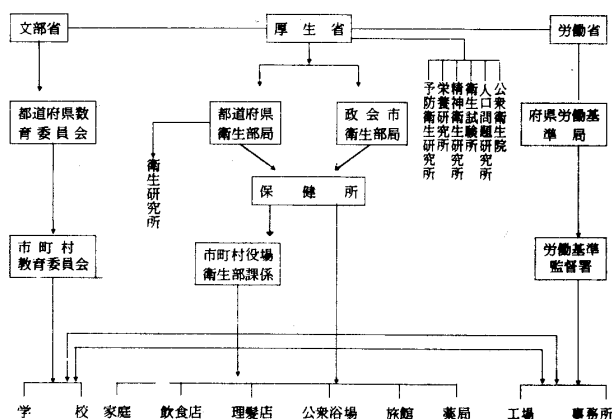 文部省
厚生省
労働省
公衆衛生院
人口問題研究所
衛生試験所
精神衛生研究所
栄養研究所
予防衛生研究所
都道府県数
育委員会
都道府県
衛生部局
政会市
衛生部局
府県労働基
準局
衛生研究所
保健所
市町村
教育委員会
市町村役場
衛生部課係
労働基準
監督署
学校
家庭
飲食店
理髪店
公衆浴場
旅館
薬局
工場
事務所